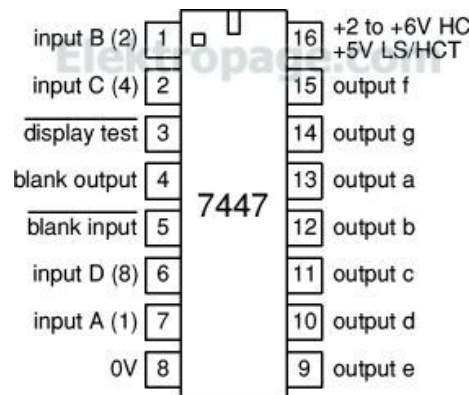 input B (2) 1 16 +2 to +6V HC
+5V LS/HCT
Elektropage.com
input C (4) 2 15 output f
display test 3 14 output g
blank output 4 13 output a
7447
blank input 5 12 output b
input D (8) 6 11 output c
input A (1) 7 10 output d
0V 8 9 output e